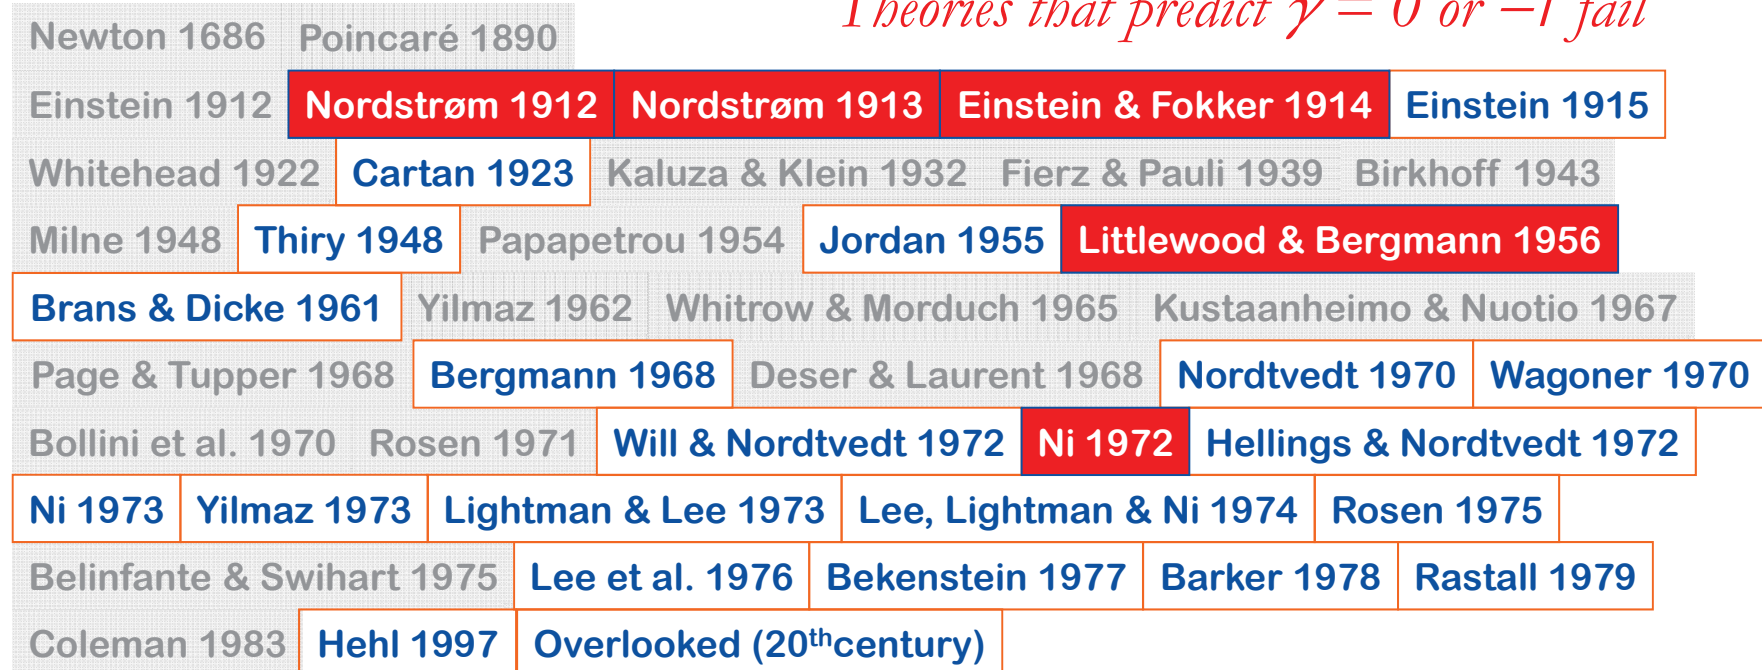 Theories that predict γ = 0 or −1 fail
Newton 1686 Poincaré 1890
Einstein 1912 Nordstrøm 1912 Nordstrøm 1913 Einstein & Fokker 1914 Einstein 1915
Whitehead 1922 Cartan 1923 Kaluza & Klein 1932 Fierz & Pauli 1939 Birkhoff 1943
Milne 1948 Thiry 1948 Papapetrou 1954 Jordan 1955 Littlewood & Bergmann 1956
Brans & Dicke 1961 Yilmaz 1962 Whitrow & Morduch 1965 Kustaanheimo & Nuotio 1967
Page & Tupper 1968 Bergmann 1968 Deser & Laurent 1968 Nordtvedt 1970 Wagoner 1970
Bollini et al. 1970 Rosen 1971 Will & Nordtvedt 1972 Ni 1972 Hellings & Nordtvedt 1972
Ni 1973 Yilmaz 1973 Lightman & Lee 1973 Lee, Lightman & Ni 1974 Rosen 1975
Belinfante & Swihart 1975 Lee et al. 1976 Bekenstein 1977 Barker 1978 Rastall 1979
Coleman 1983 Hehl 1997 Overlooked (20thcentury)